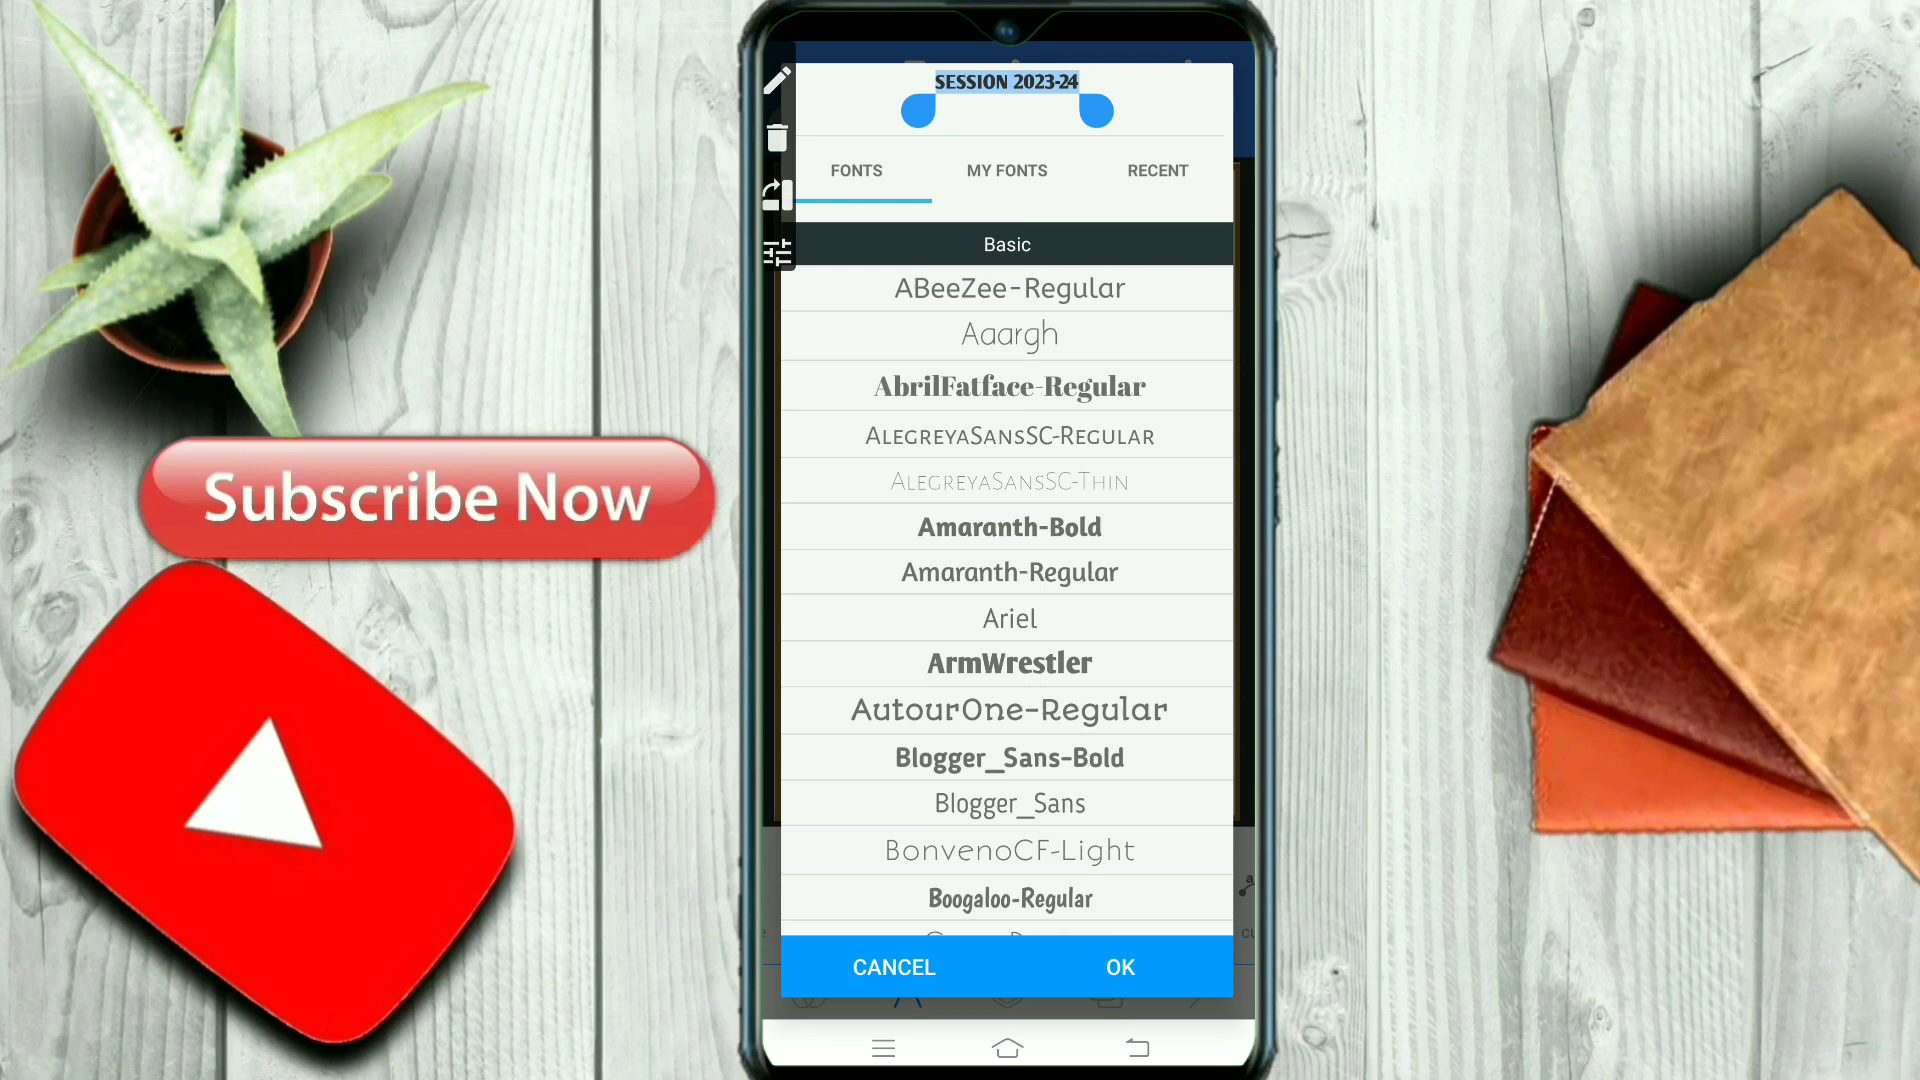 SESSION 2023-24
FONTS
MY FONTS
RECENT
Basic
ABeeZee-Regular
Aaargh
AbrilFatface-Regular
AlegreyaSansSC-Regular
AlegreyaSansSC-Thin
Amaranth-Bold
Amaranth-Regular
Ariel
ArmWrestler
AutourOne-Regular
Blogger_Sans-Bold
Blogger_Sans
BonvenoCF-Light
Boogaloo-Regular
CANCEL
OK
Subscribe Now